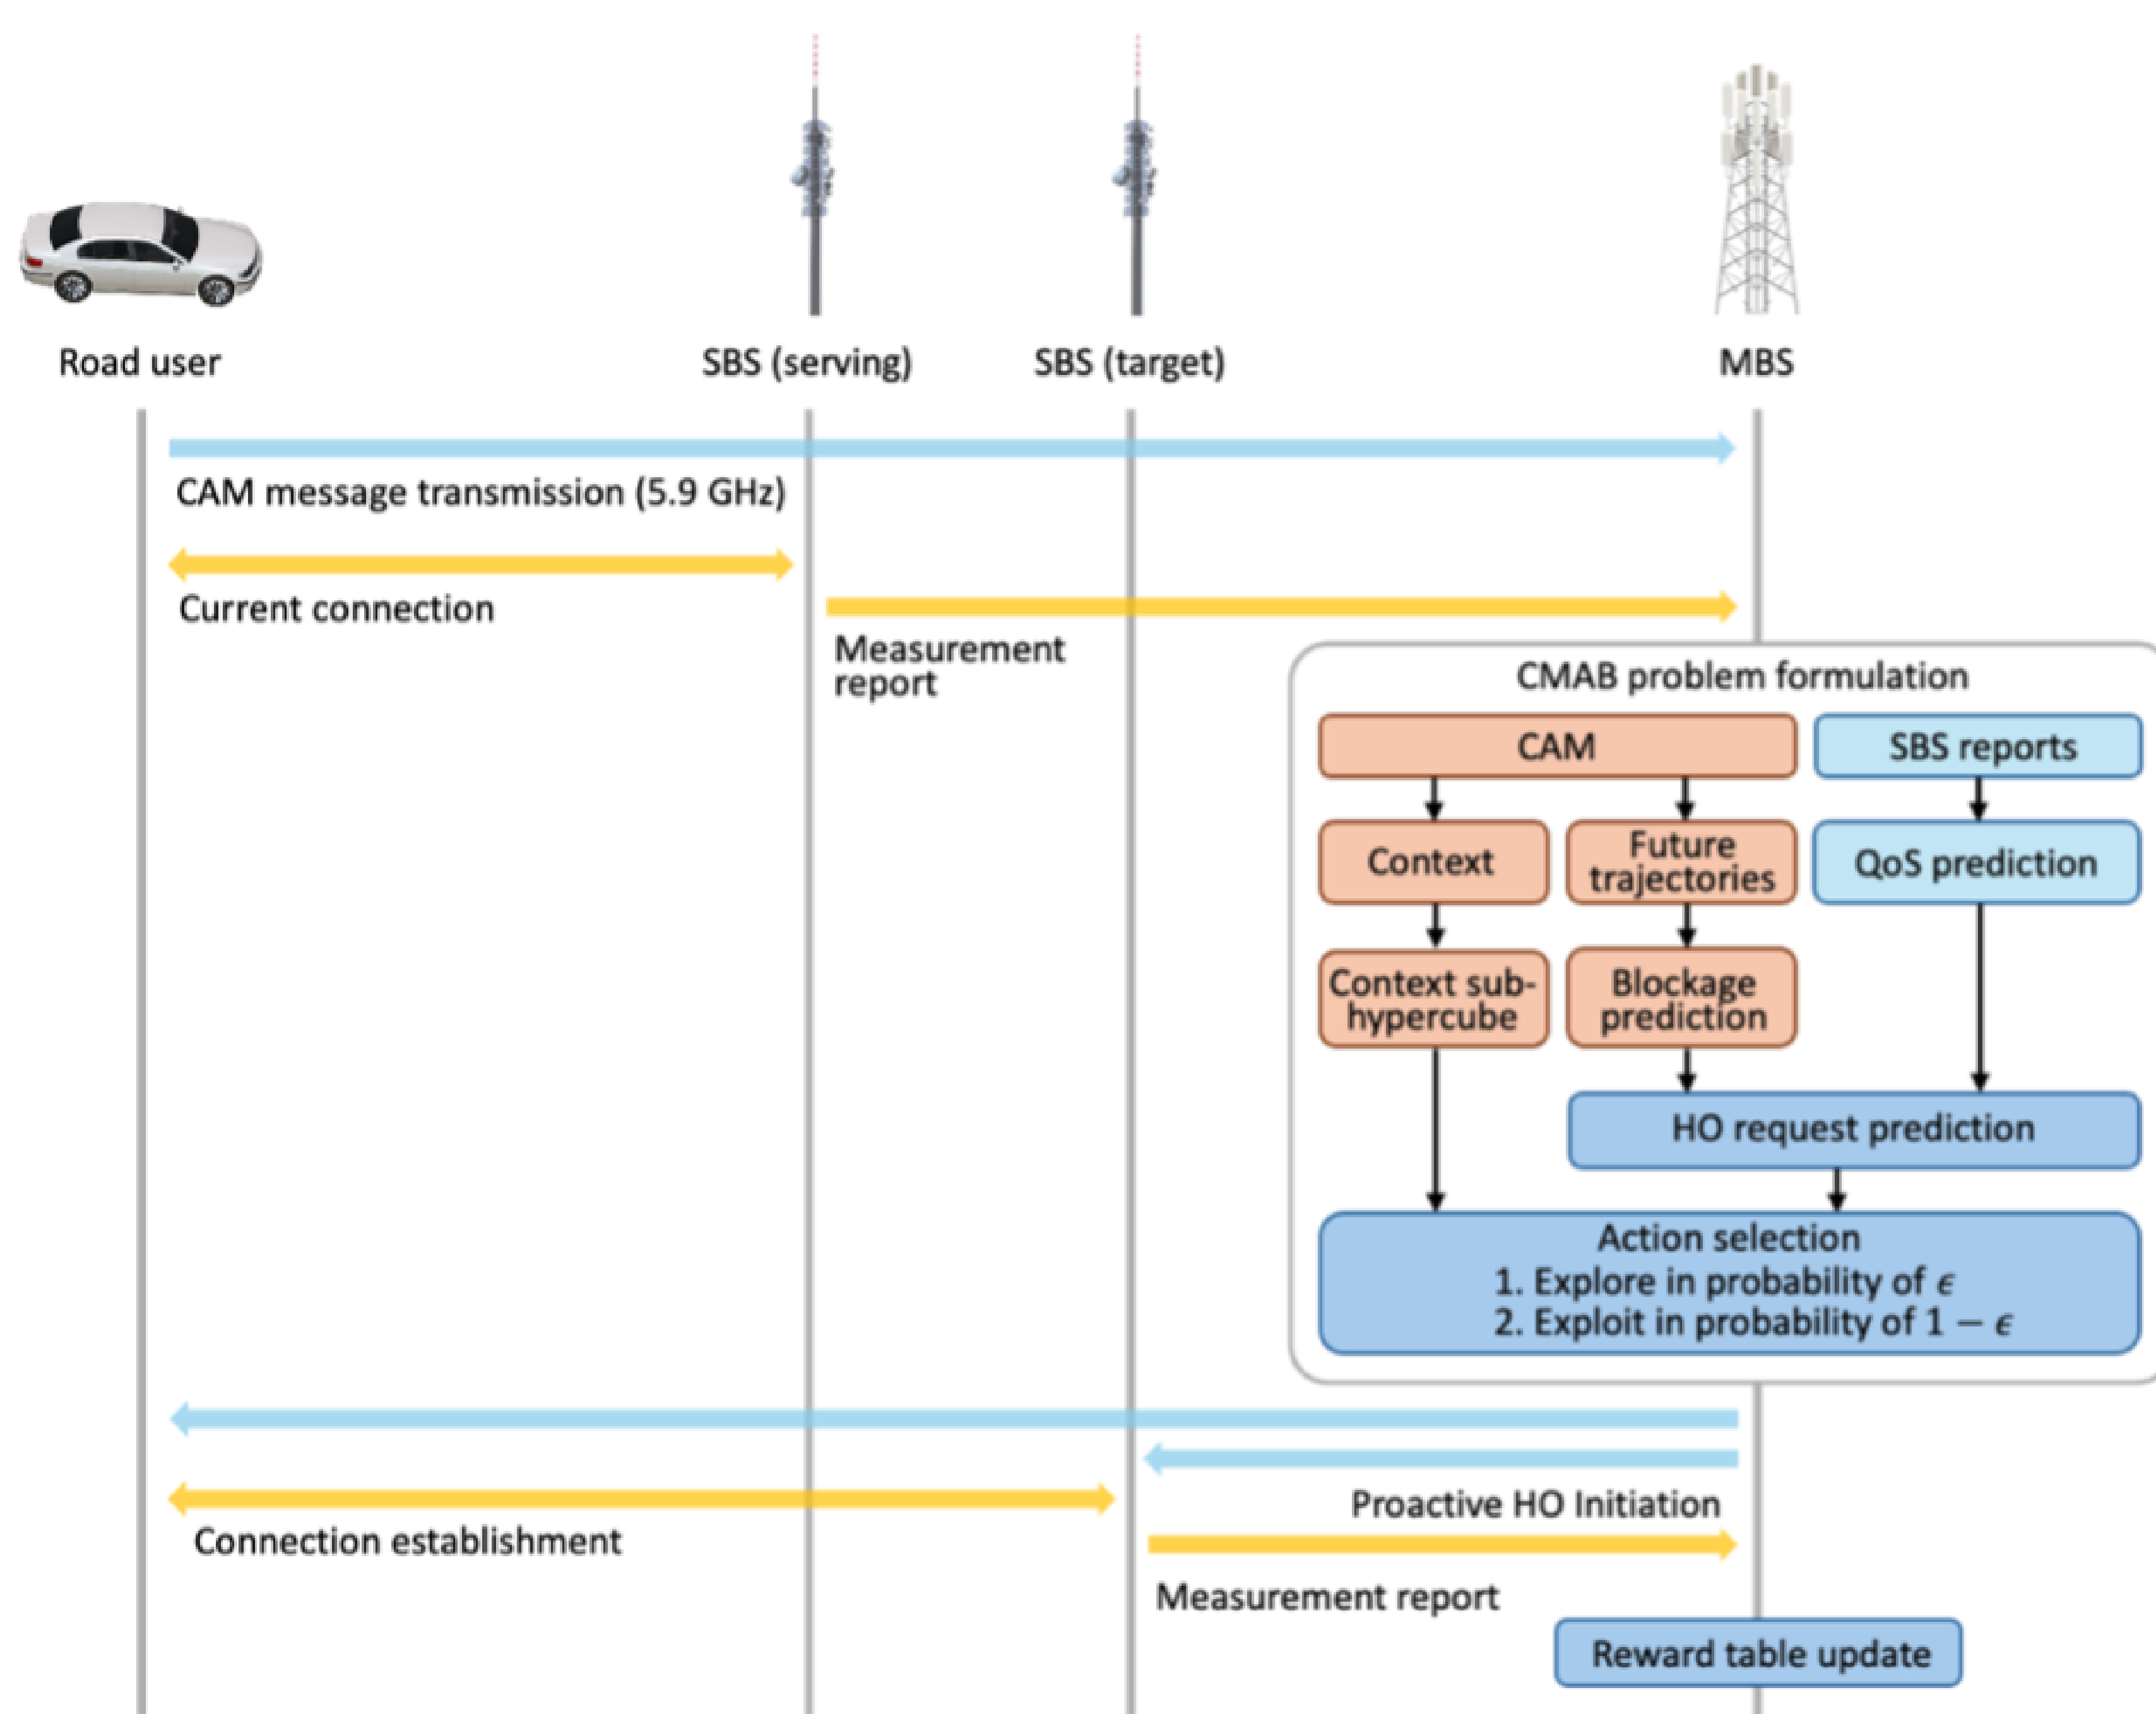 Road user
SBS (serving)
SBS (target)
MBS
CAM message transmission (5.9 GHz)
Current connection
Measurement
report
CMAB problem formulation
CAM
SBS reports
Context
Future
trajectories
QoS prediction
Context sub-
hypercube
Blockage
prediction
HO request prediction
Action selection
1. Explore in probability of ϵ
2. Exploit in probability of 1 − ϵ
Proactive HO Initiation
Connection establishment
Measurement report
Reward table update